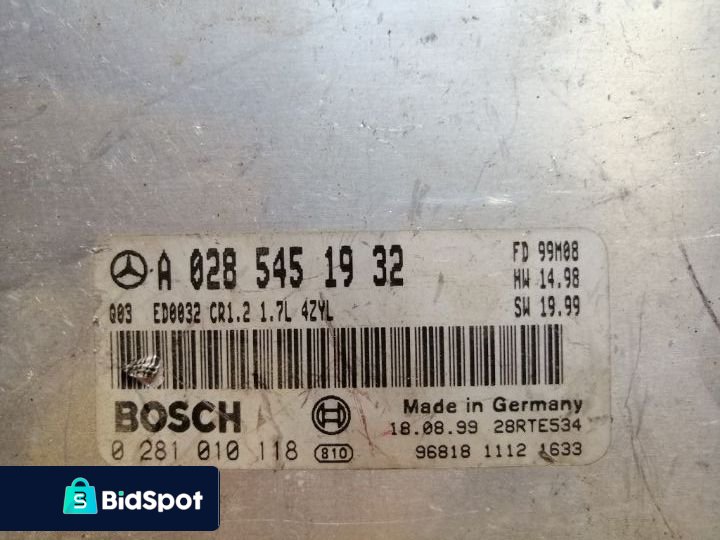 A 028 545 19 32
FD 99M08
HW 14.98
SW 19.99
Q03 ED0032 CR1.2 1.7L 4ZYL
BOSCH
Made in Germany
18.08.99 28RTE534
0 281 010 118 810
96818 1112 1633
BidSpot